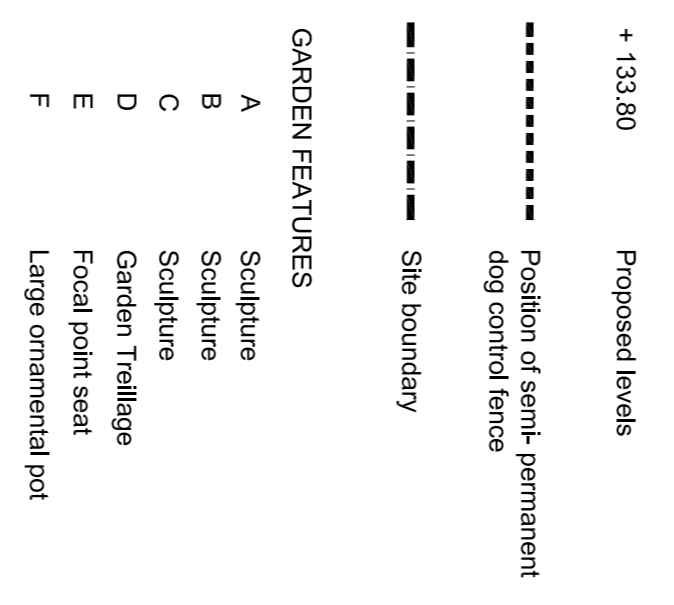 + 133.80 Proposed levels
Position of semi- permanent
dog control fence
Site boundary
GARDEN FEATURES
A Sculpture
B Sculpture
C Sculpture
D Garden Treillage
E Focal point seat
F Large ornamental pot